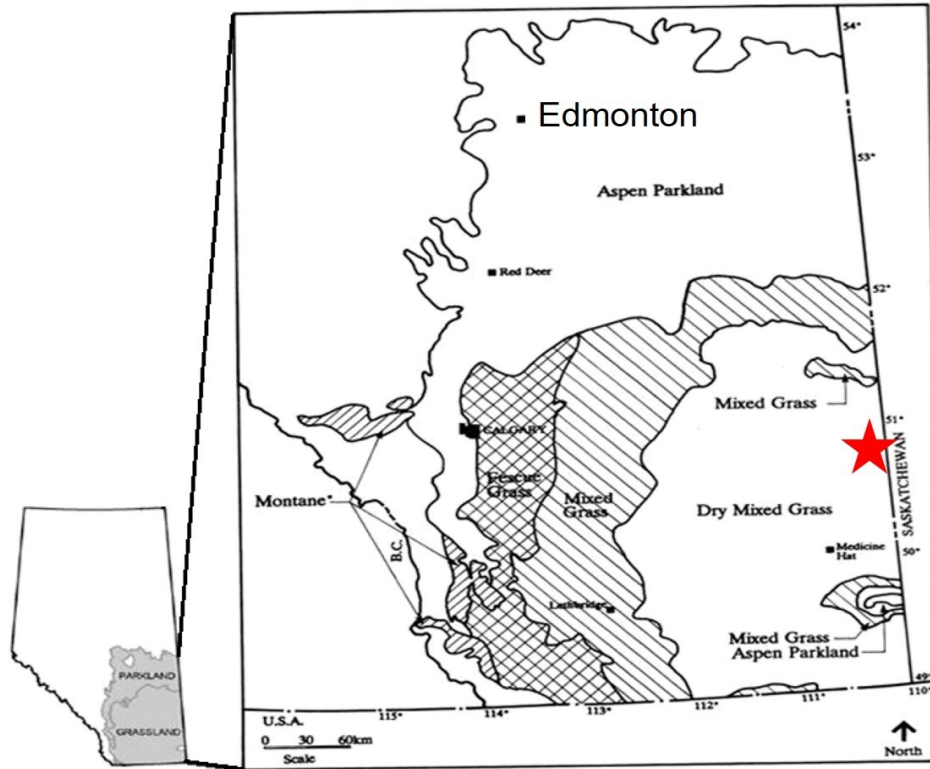 54°
Edmonton
53°
Aspen Parkland
Red Deer
52°
Mixed Grass
51°
CALGARY
SASKATCHEWAN
Fescue
Grass
Mixed
Grass
Montane*
Dry Mixed Grass
B.C.
Medicine
Hat
50°
Lethbridge
Mixed Grass
Aspen Parkland
49°
115°
114°
113°
112°
111°
110°
U.S.A.
0 30 60km
Scale
North
PARKLAND
GRASSLAND